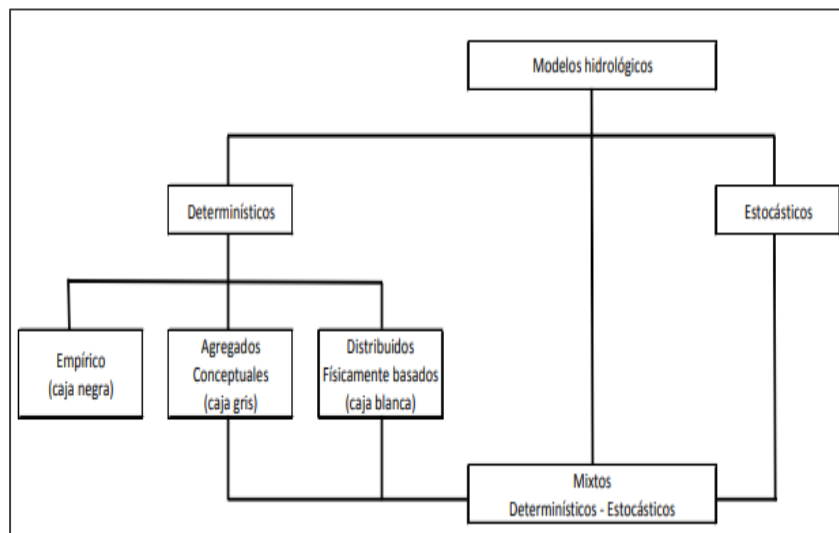 Modelos hidrológicos
Determinísticos
Estocásticos
Empírico
(caja negra)
Agregados
Conceptuales
(caja gris)
Distribuidos
Físicamente basados
(caja blanca)
Mixtos
Determinísticos - Estocásticos